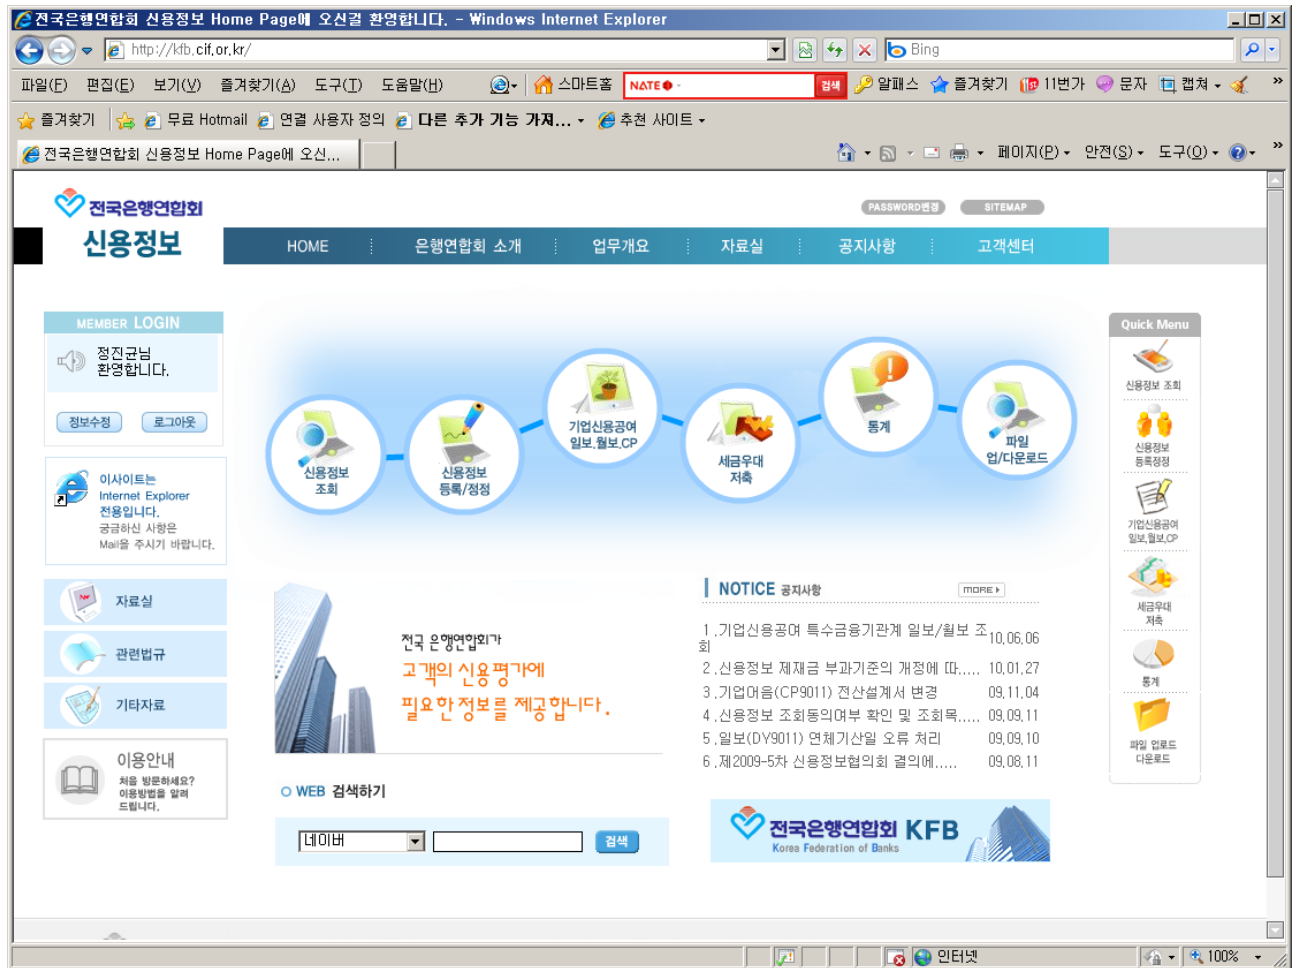 전국은행연합회 신용정보 Home Page에 오신걸 환영합니다. - Windows Internet Explorer
http://kfb.cif.or.kr/
Bing
파일(F) 편집(E) 보기(V) 즐겨찾기(A) 도구(T) 도움말(H)
스마트홈 NATE 검색 알패스 즐겨찾기 11번가 문자 캡쳐 »
즐겨찾기 무료 Hotmail 연결 사용자 정의 다른 추가 기능 가져... 추천 사이트
전국은행연합회 신용정보 Home Page에 오신...
페이지(P) 안전(S) 도구(O) »
전국은행연합회
신용정보
PASSWORD변경 SITEMAP
HOME 은행연합회 소개 업무개요 자료실 공지사항 고객센터
MEMBER LOGIN
정진균님
환영합니다.
정보수정 로그아웃
이사이트는
Internet Explorer
전용입니다.
궁금하신 사항은
Mail을 주시기 바랍니다.
자료실
관련법규
기타자료
이용안내
처음 방문하세요?
이용방법을 알려
드립니다.
신용정보
조회
신용정보
등록/정정
기업신용공여
일보.월보.CP
세금우대
저축
통계
파일
업/다운로드
전국 은행연합회가
고객의 신용평가에
필요한 정보를 제공합니다.
WEB 검색하기
네이버 검색
NOTICE 공지사항 more
1.기업신용공여 특수금융기관계 일보/월보 조회 10.06.06
2.신용정보 제재금 부과기준의 개정에 따..... 10.01.27
3.기업어음(CP9011) 전산설계서 변경 09.11.04
4.신용정보 조회동의여부 확인 및 조회목..... 09.09.11
5.일보(DY9011) 연체기산일 오류 처리 09.09.10
6.제2009-5차 신용정보협의회 결의에..... 09.08.11
전국은행연합회 KFB
Korea Federation of Banks
Quick Menu
신용정보 조회
신용정보
등록정정
기업신용공여
일보,월보,CP
세금우대
저축
통계
파일 업로드
다운로드
인터넷 100%